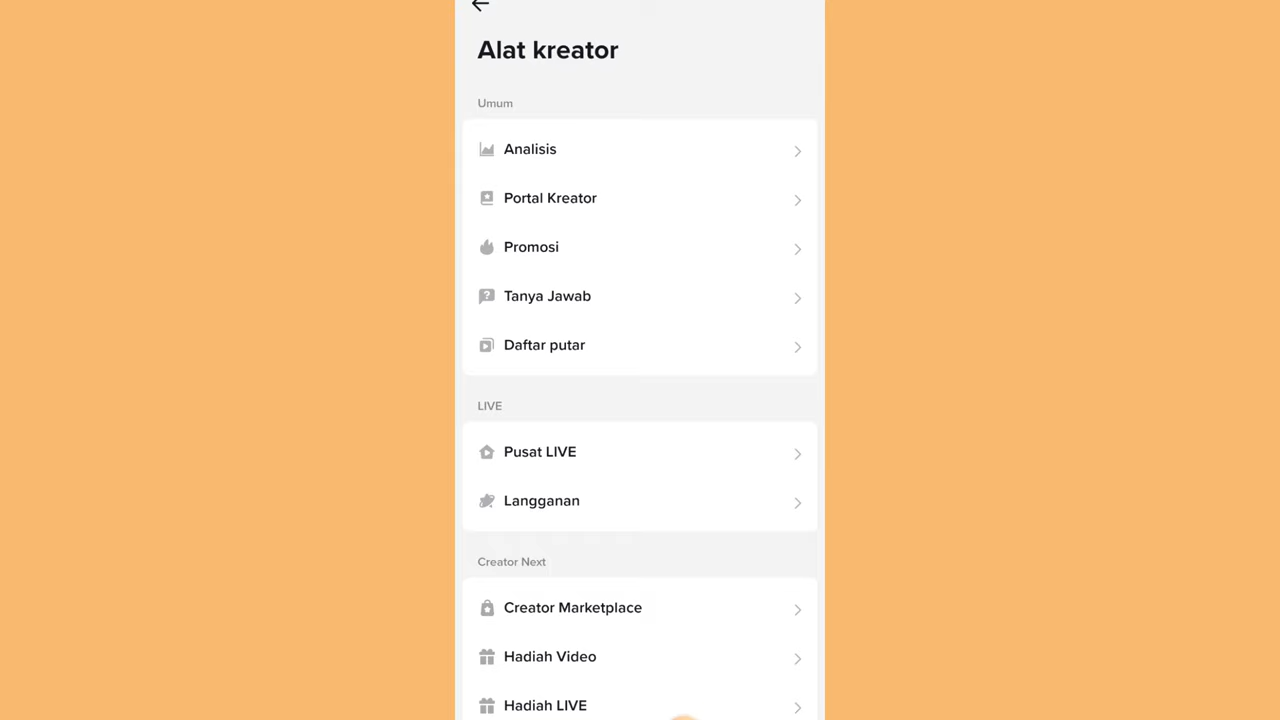 Alat kreator
Umum
Analisis
Portal Kreator
Promosi
Tanya Jawab
Daftar putar
LIVE
Pusat LIVE
Langganan
Creator Next
Creator Marketplace
Hadiah Video
Hadiah LIVE